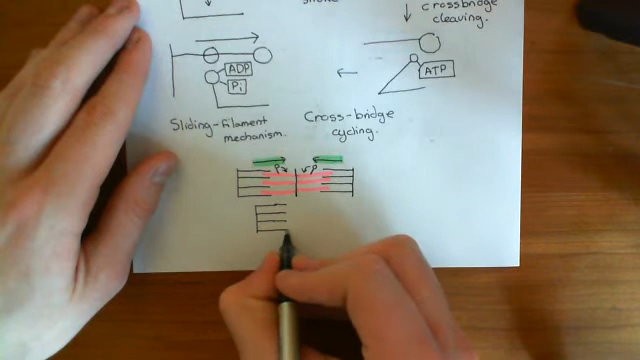 crossbridge
cleaving.
ADP
Pi
ATP
Sliding-filament
mechanism.
Cross-bridge
cycling.